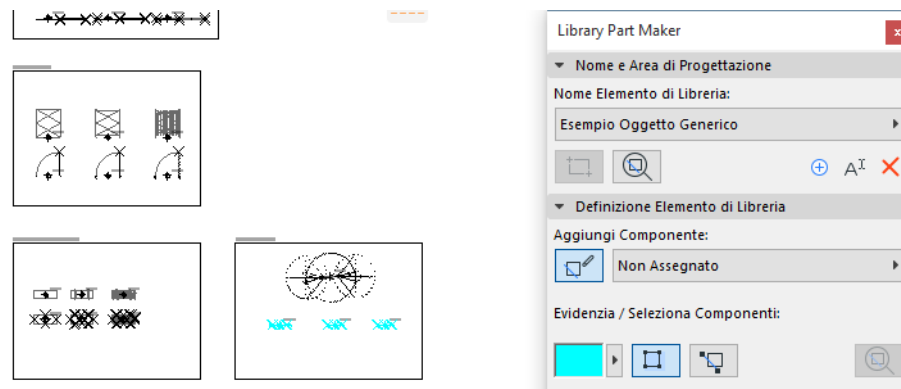 Library Part Maker
Nome e Area di Progettazione
Nome Elemento di Libreria:
Esempio Oggetto Generico
Definizione Elemento di Libreria
Aggiungi Componente:
Non Assegnato
Evidenzia / Seleziona Componenti: